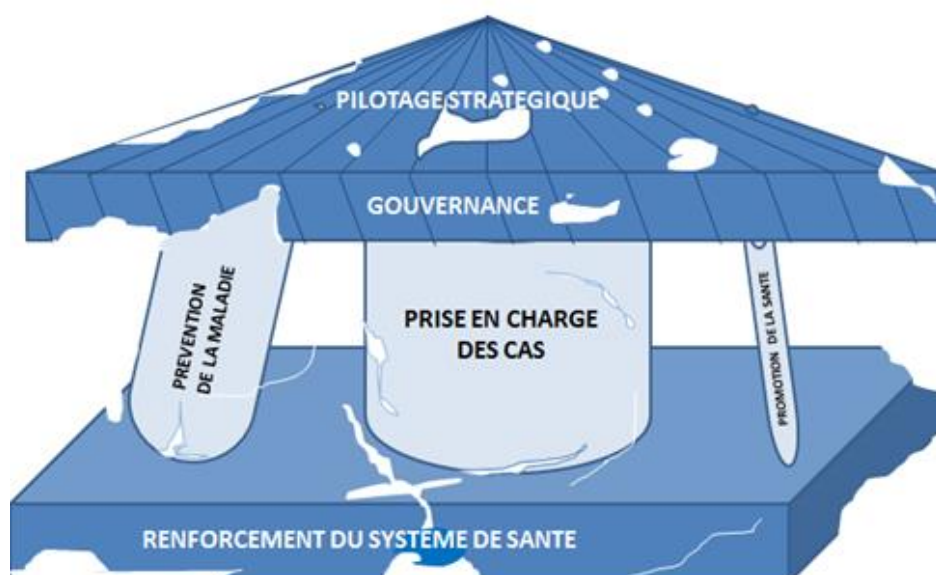 PILOTAGE STRATEGIQUE
GOUVERNANCE
PREVENTION
DE LA MALADIE
PRISE EN CHARGE
DES CAS
PROMOTION DE LA SANTE
RENFORCEMENT DU SYSTÈME DE SANTE